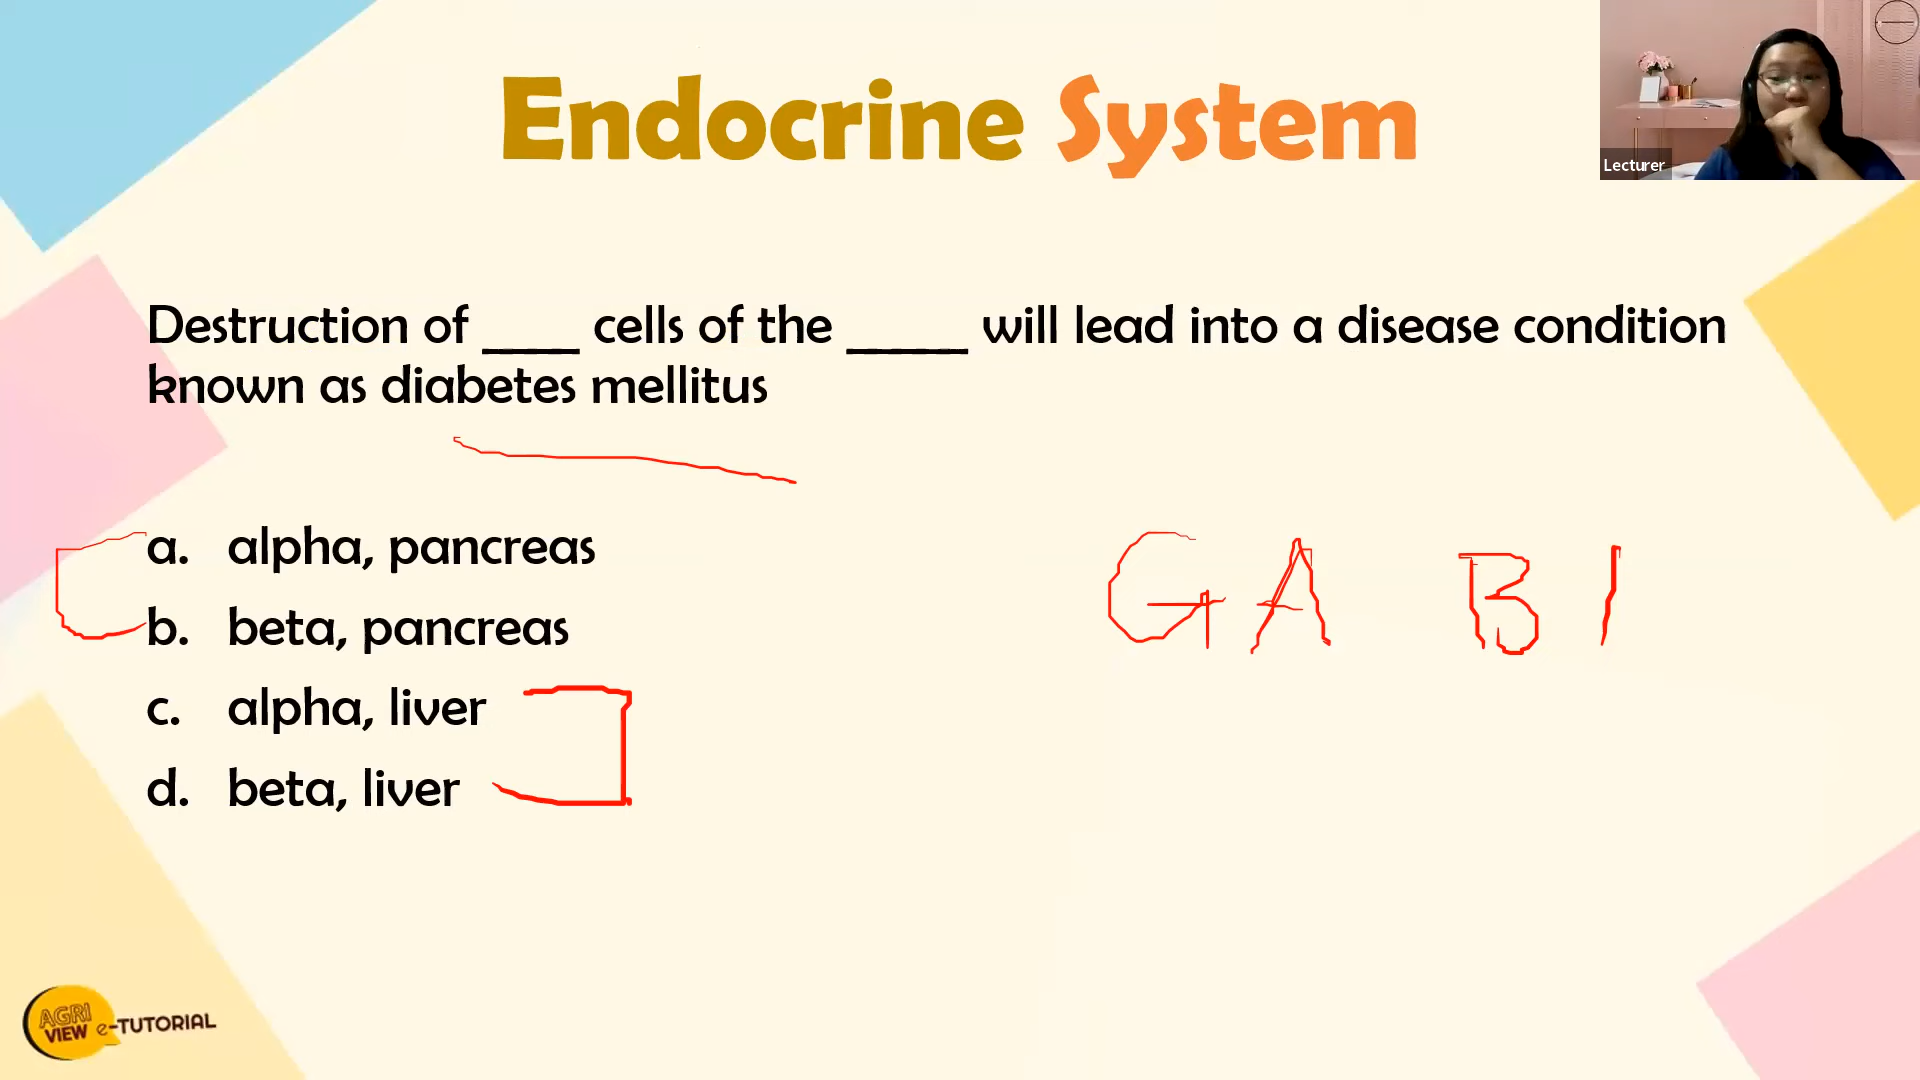 Endocrine System
Lecturer
Destruction of ____ cells of the _____ will lead into a disease condition
known as diabetes mellitus
a. alpha, pancreas
b. beta, pancreas
c. alpha, liver
d. beta, liver
GA BI
AGRI
VIEW e-TUTORIAL